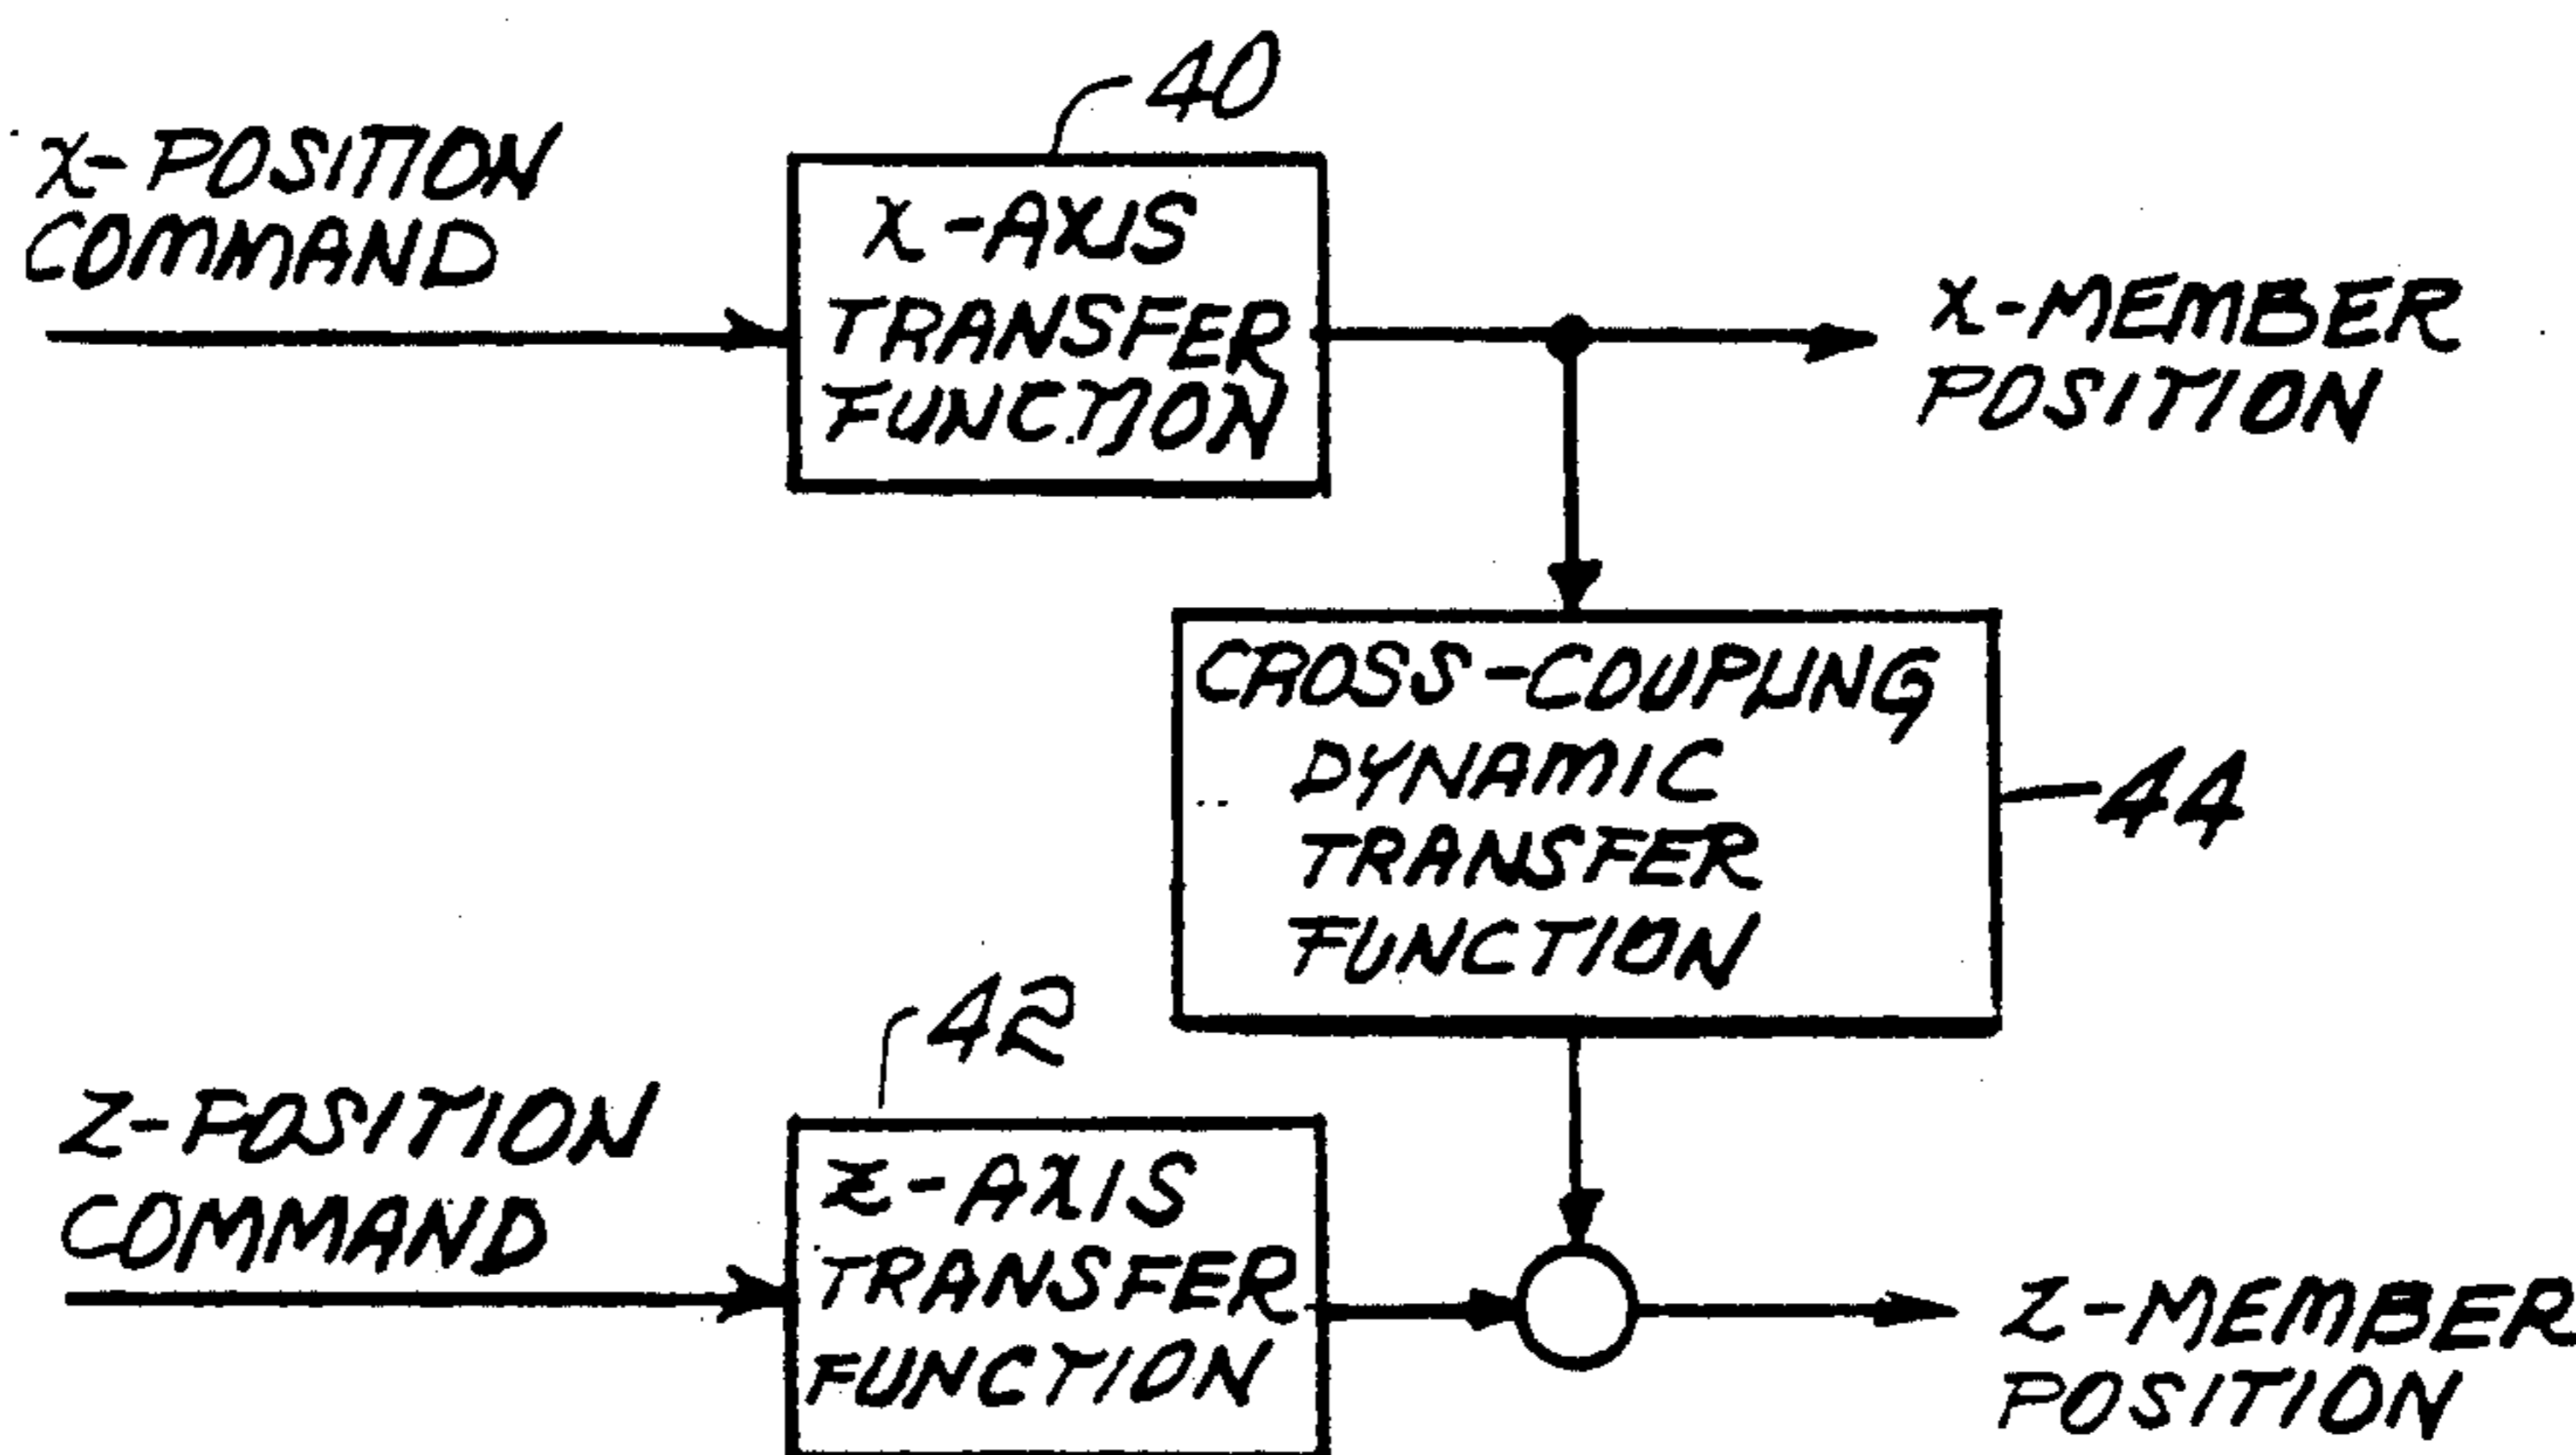 40
X-POSITION
COMMAND
X-AXIS
TRANSFER
FUNCTION
X-MEMBER
POSITION
CROSS-COUPLING
DYNAMIC
TRANSFER
FUNCTION
44
42
Z-POSITION
COMMAND
Z-AXIS
TRANSFER
FUNCTION
Z-MEMBER
POSITION